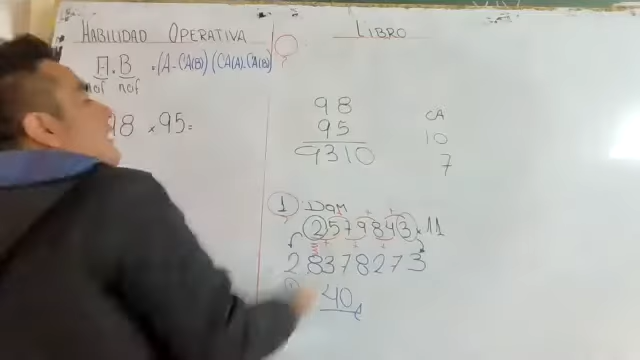 HABILIDAD OPERATIVA
A . B = (A - CA(B)) (CA(A).CA(B))
nof nof
98 x 95 =
LIBRO
98
95
9310
CA
10
7
1 DAM
2579843 x 11
28378273
40